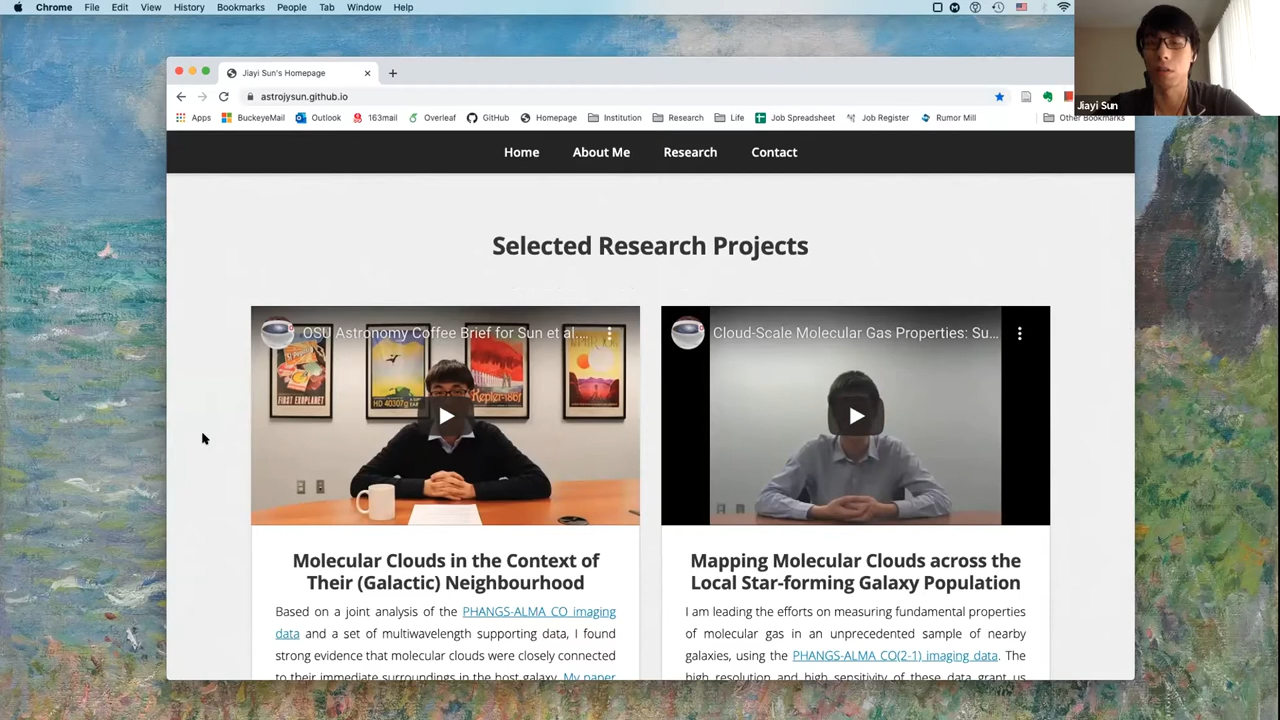 Chrome File Edit View History Bookmarks People Tab Window Help
Jiayi Sun's Homepage
astrojysun.github.io
Jiayi Sun
Apps BuckeyeMail Outlook 163mail Overleaf GitHub Homepage Institution Research Life Job Spreadsheet Job Register Rumor Mill Other Bookmarks
Home About Me Research Contact
Selected Research Projects
OSU Astronomy Coffee Brief for Sun et al....
FIRST EXOPLANET
HD 40307g
Kepler-186f
Molecular Clouds in the Context of
Their (Galactic) Neighbourhood
Based on a joint analysis of the PHANGS-ALMA CO imaging
data and a set of multiwavelength supporting data, I found
strong evidence that molecular clouds were closely connected
to their immediate surroundings in the host galaxy. My paper
Cloud-Scale Molecular Gas Properties: Su...
Mapping Molecular Clouds across the
Local Star-forming Galaxy Population
I am leading the efforts on measuring fundamental properties
of molecular gas in an unprecedented sample of nearby
galaxies, using the PHANGS-ALMA CO(2-1) imaging data. The
high resolution and high sensitivity of these data grant us